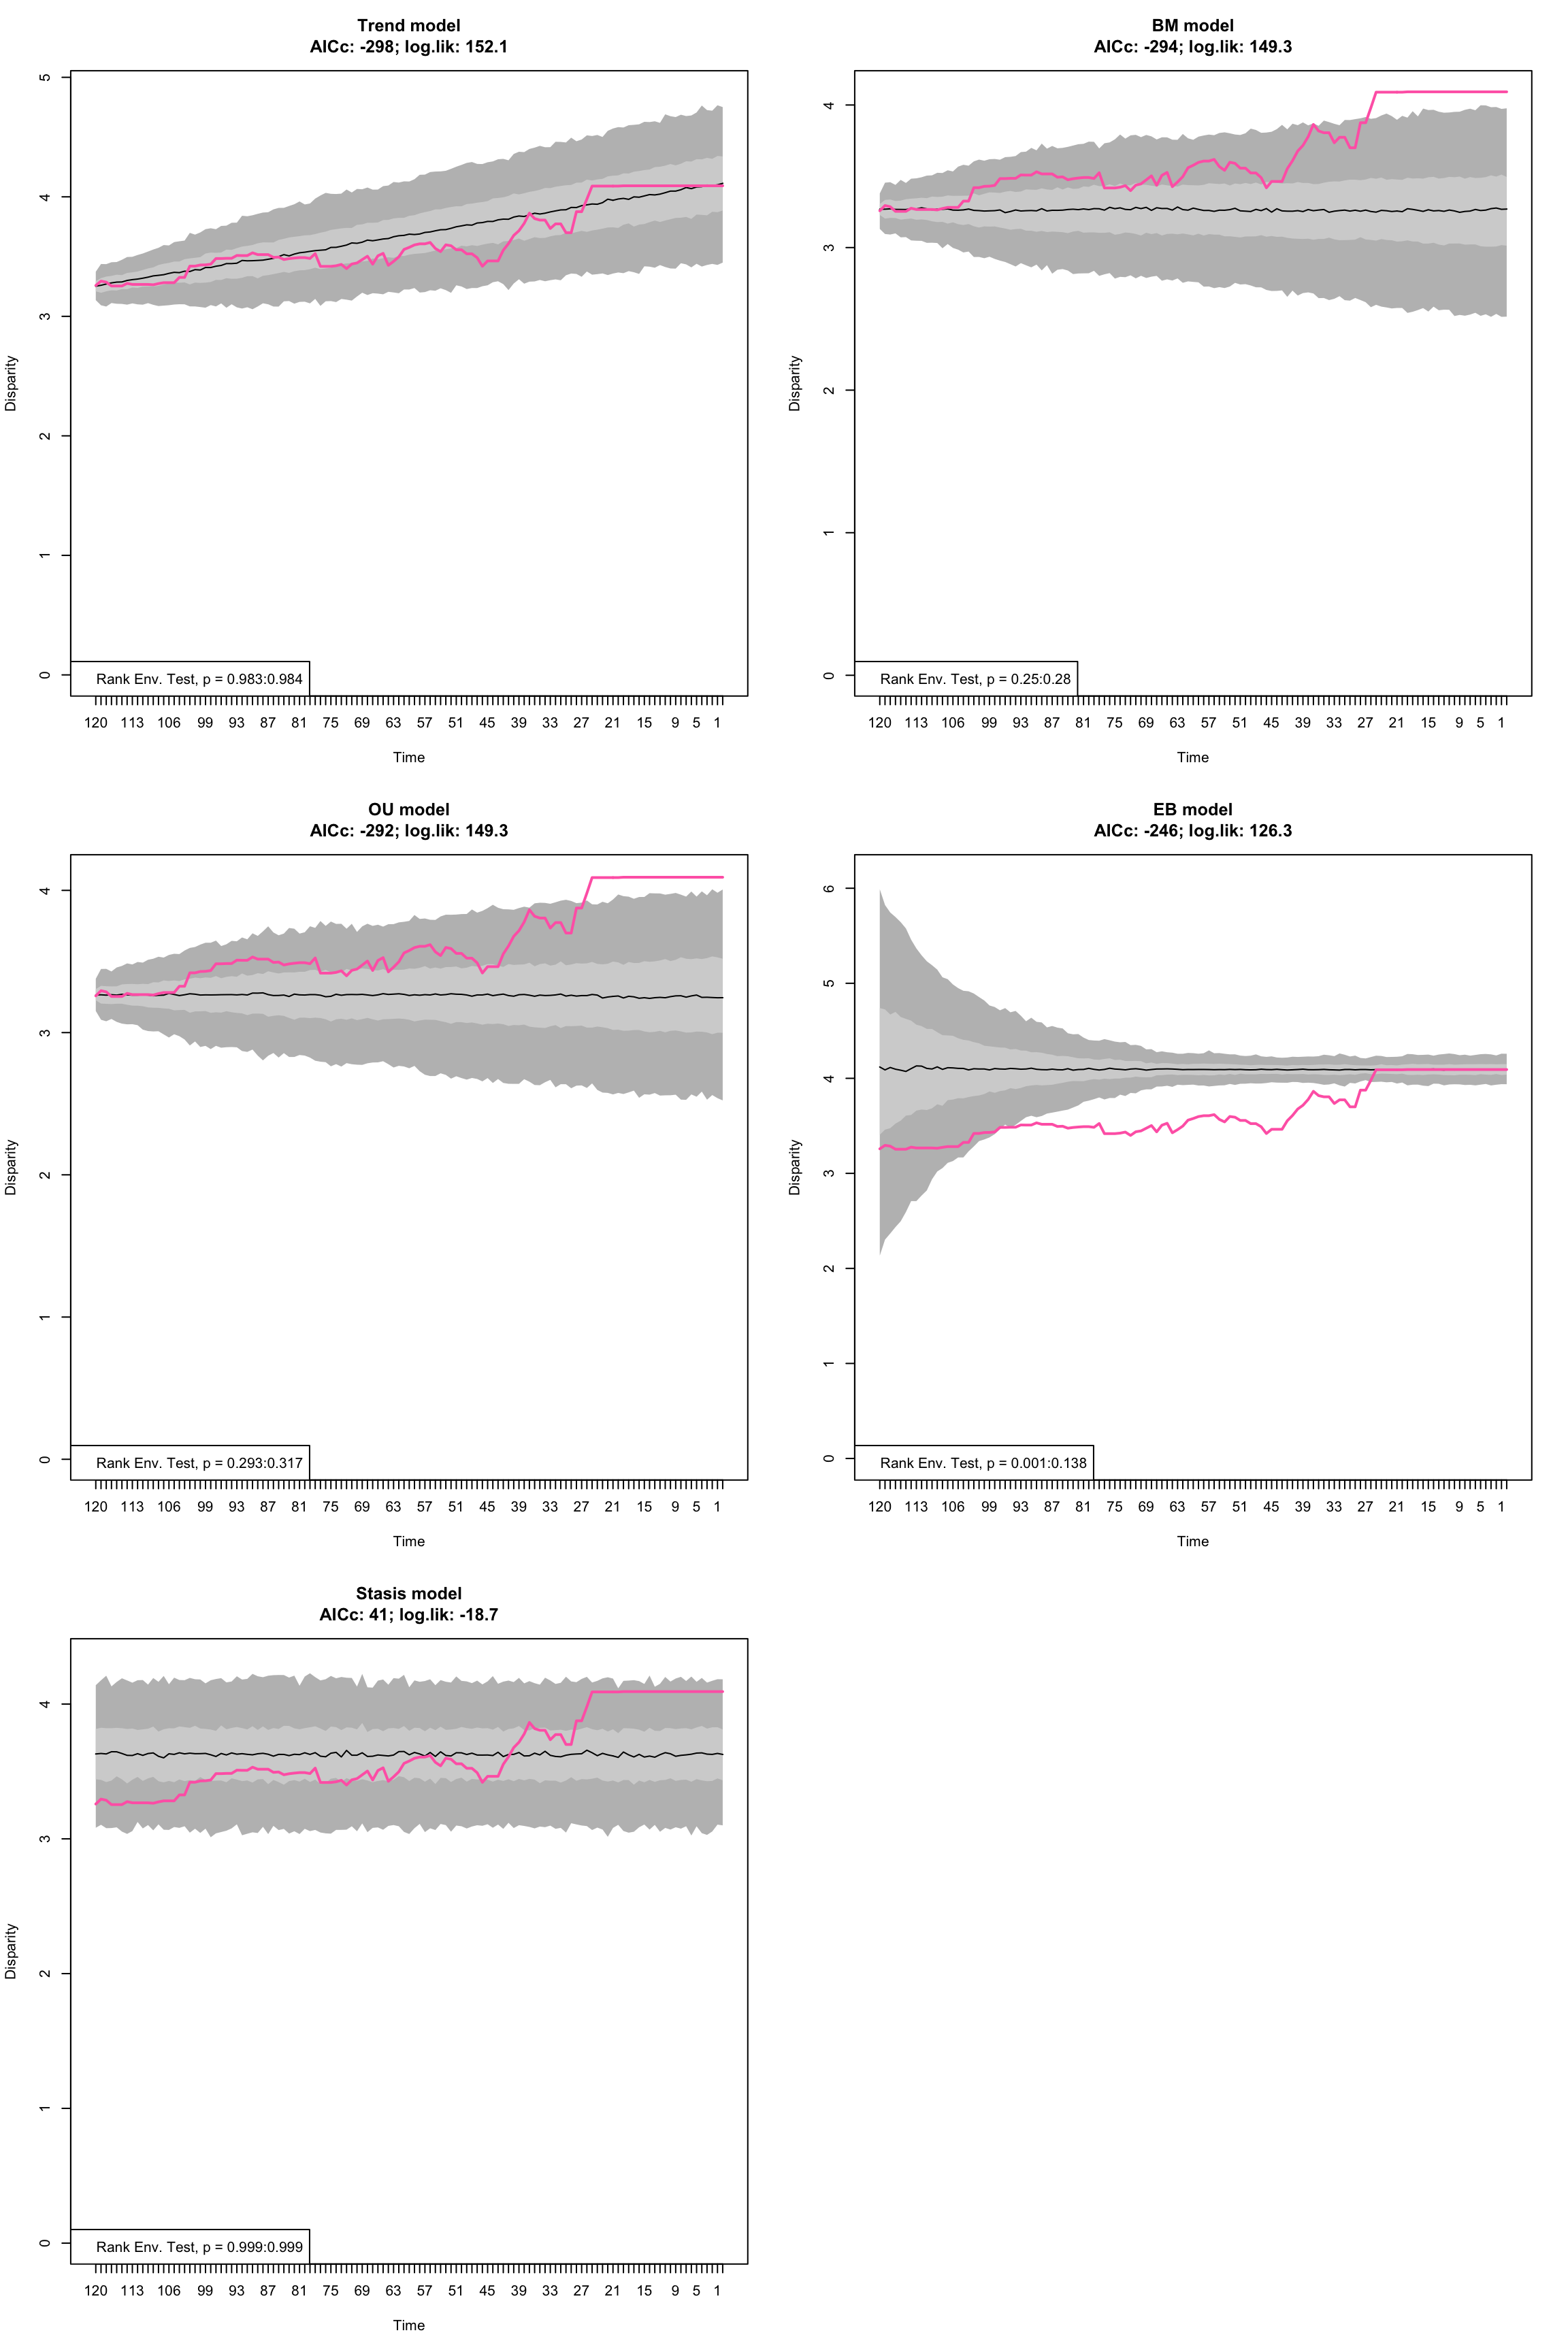 Trend model
AICc: -298; log.lik: 152.1
5
4
3
2
1
0
Disparity
Rank Env. Test, p = 0.983:0.984
120 113 106 99 93 87 81 75 69 63 57 51 45 39 33 27 21 15 9 5 1
Time
BM model
AICc: -294; log.lik: 149.3
4
3
2
1
0
Disparity
Rank Env. Test, p = 0.25:0.28
120 113 106 99 93 87 81 75 69 63 57 51 45 39 33 27 21 15 9 5 1
Time
OU model
AICc: -292; log.lik: 149.3
4
3
2
1
0
Disparity
Rank Env. Test, p = 0.293:0.317
120 113 106 99 93 87 81 75 69 63 57 51 45 39 33 27 21 15 9 5 1
Time
EB model
AICc: -246; log.lik: 126.3
6
5
4
3
2
1
0
Disparity
Rank Env. Test, p = 0.001:0.138
120 113 106 99 93 87 81 75 69 63 57 51 45 39 33 27 21 15 9 5 1
Time
Stasis model
AICc: 41; log.lik: -18.7
4
3
2
1
0
Disparity
Rank Env. Test, p = 0.999:0.999
120 113 106 99 93 87 81 75 69 63 57 51 45 39 33 27 21 15 9 5 1
Time